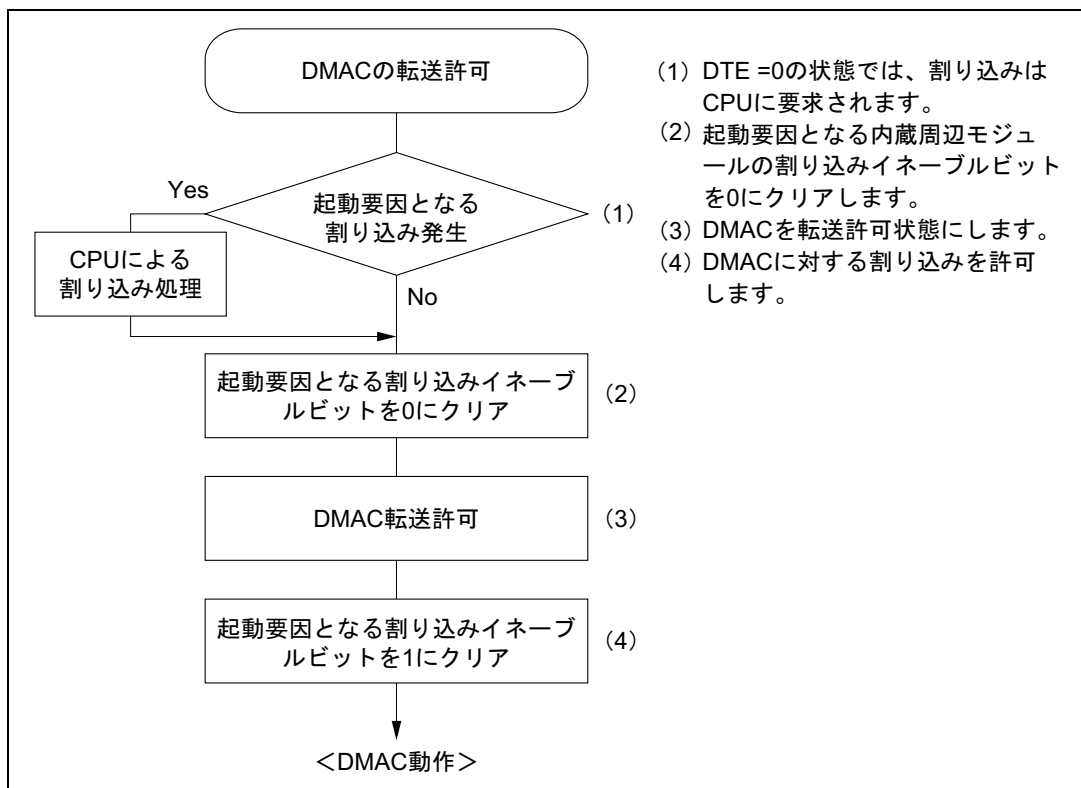 DMACの転送許可
Yes
起動要因となる
割り込み発生
(1)
CPUによる
割り込み処理
No
起動要因となる割り込みイネーブ
ルビットを0にクリア
(2)
DMAC転送許可
(3)
起動要因となる割り込みイネーブ
ルビットを1にクリア
(4)
＜DMAC動作＞
(1) DTE =0の状態では、割り込みは
CPUに要求されます。
(2) 起動要因となる内蔵周辺モジュ
ールの割り込みイネーブルビット
を0にクリアします。
(3) DMACを転送許可状態にします。
(4) DMACに対する割り込みを許可
します。